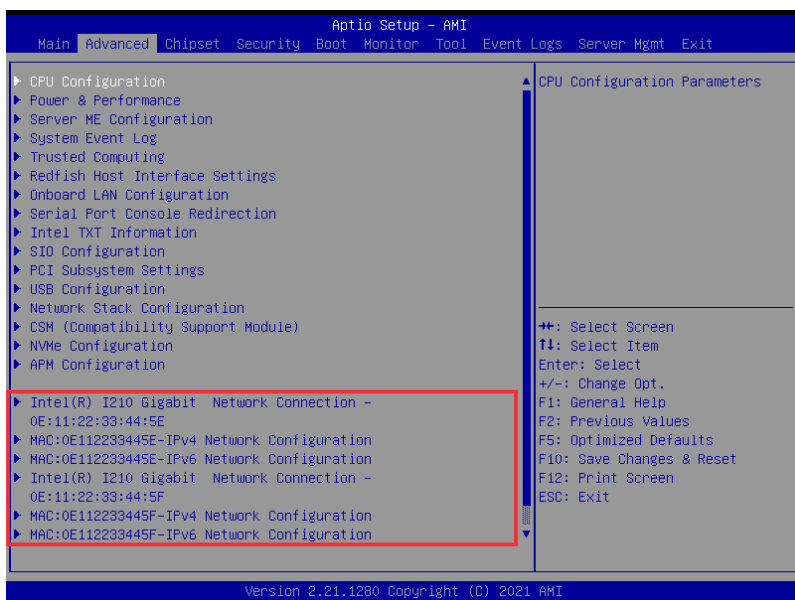 Aptio Setup - AMI
Main Advanced Chipset Security Boot Monitor Tool Event Logs Server Mgmt Exit
CPU Configuration
Power & Performance
Server ME Configuration
System Event Log
Trusted Computing
Redfish Host Interface Settings
Onboard LAN Configuration
Serial Port Console Redirection
Intel TXT Information
SIO Configuration
PCI Subsystem Settings
USB Configuration
Network Stack Configuration
CSM (Compatibility Support Module)
NVMe Configuration
APM Configuration
Intel(R) I210 Gigabit  Network Connection -
0E:11:22:33:44:5E
MAC:0E112233445E-IPv4 Network Configuration
MAC:0E112233445E-IPv6 Network Configuration
Intel(R) I210 Gigabit  Network Connection -
0E:11:22:33:44:5F
MAC:0E112233445F-IPv4 Network Configuration
MAC:0E112233445F-IPv6 Network Configuration
CPU Configuration Parameters
→←: Select Screen
↑↓: Select Item
Enter: Select
+/-: Change Opt.
F1: General Help
F2: Previous Values
F5: Optimized Defaults
F10: Save Changes & Reset
F12: Print Screen
ESC: Exit
Version 2.21.1280 Copyright (C) 2021 AMI